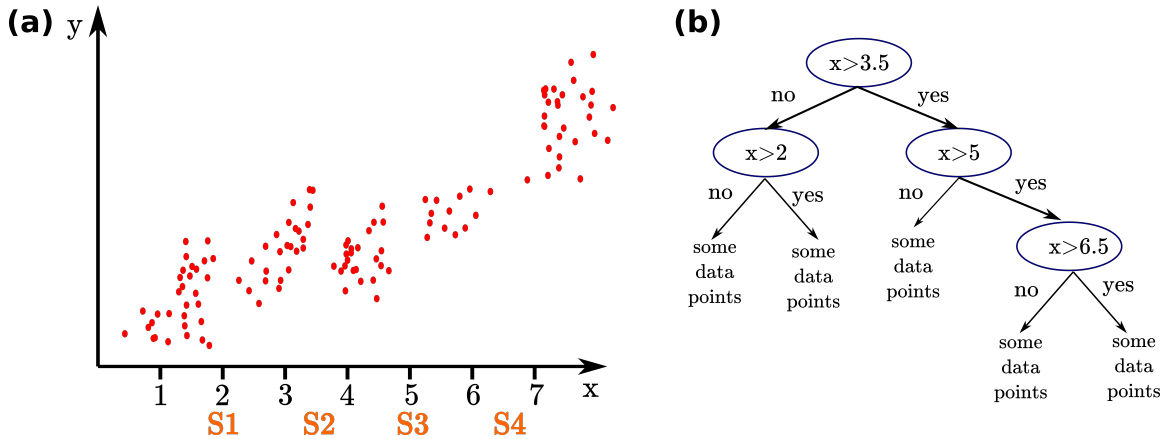 (a)
y
1 2 3 4 5 6 7 x
S1 S2 S3 S4
(b)
x>3.5
no yes
x>2 x>5
no yes no yes
some
data
points
some
data
points
some
data
points
x>6.5
no yes
some
data
points
some
data
points